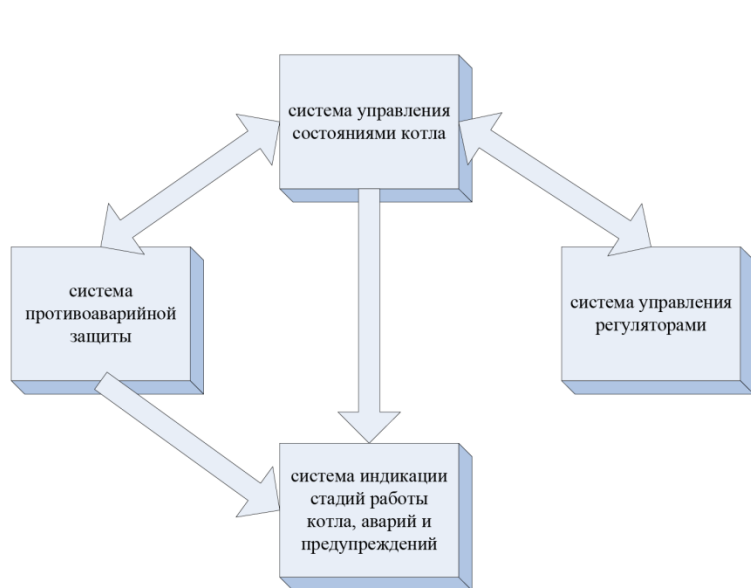 система управления
состояниями котла
система
противоаварийной
защиты
система управления
регуляторами
система индикации
стадий работы
котла, аварий и
предупреждений